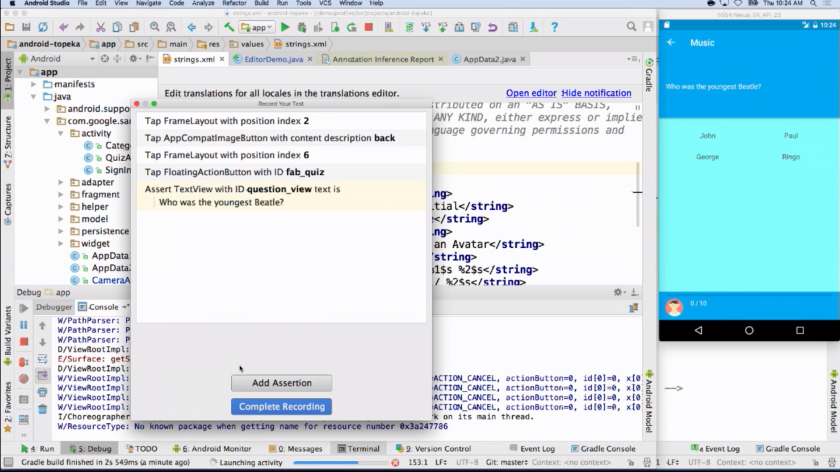 Android Studio File Edit View Navigate Code Analyze Refactor Build Run Tools VCS Window Help
Thu 10:24 AM
app
android-topeka app src main res values strings.xml
Android
strings.xml EditorDemo.java Annotation Inference Report AppData2.java
Edit translations for all locales in the translations editor. Open editor Hide notification
app
manifests
java
android.suppo
com.google.sam
activity
Categ
QuizA
SignIn
adapter
fragment
helper
model
persistence
widget
AppData
AppData2
CameraA
1: Project
7: Structure
Captures
Build Variants
2: Favorites
Gradle
Android Model
Record Your Test
Tap FrameLayout with position index 2
Tap AppCompatImageButton with content description back
Tap FrameLayout with position index 6
Tap FloatingActionButton with ID fab_quiz
Assert TextView with ID question_view text is
Who was the youngest Beatle?
Add Assertion
Complete Recording
stributed on an "AS IS" BASIS,
ANY KIND, either express or implie
guage governing permissions and
ng>
tial</string>
e</string>
>
an Avatar</string>
g>
1$s %2$s</string>
/ %2$s</string>
Debug app
Debugger Console
W/PathParser: P
W/PathParser: P
W/PathParser: P
D/ViewRootImpl:
E/Surface: getS
D/ViewRootImpl:
W/ViewRootImpl: ACTION_CANCEL, actionButton=0, id[0]=0, x[0
W/ViewRootImpl: ACTION_CANCEL, actionButton=0, id[0]=0, x[0
W/ViewRootImpl: ACTION_CANCEL, actionButton=0, id[0]=0, x[0
W/ViewRootImpl: ACTION_CANCEL, actionButton=0, id[0]=0, x[0
I/Choreographer rk on its main thread.
W/ResourceType: No known package when getting name for resource number 0x3a247786
4: Run 5: Debug TODO 6: Android Monitor 0: Messages Terminal 9: Version Control Event Log Gradle Console
Gradle build finished in 2s 549ms (a minute ago) Launching activity 153:1 LF÷ UTF-8÷ Git: master÷ Context: <no context>
10:24
Music
Who was the youngest Beatle?
John Paul
George Ringo
0 / 10
--->
Android Model
4 Event Log Gradle Console
LF÷ UTF-8÷ Context: <no context>